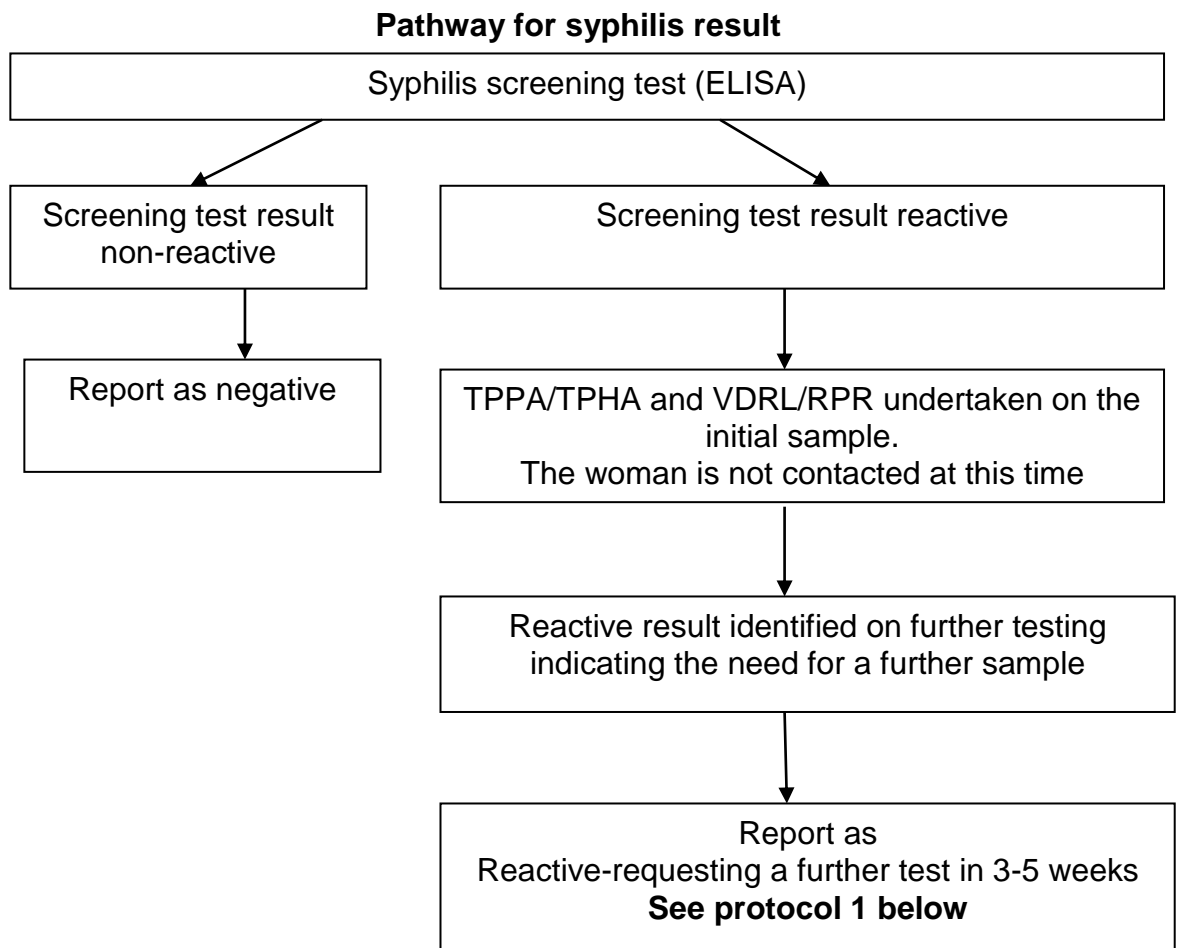 Pathway for syphilis result
Syphilis screening test (ELISA)
Screening test result
non-reactive
Screening test result reactive
Report as negative
TPPA/TPHA and VDRL/RPR undertaken on the
initial sample.
The woman is not contacted at this time
Reactive result identified on further testing
indicating the need for a further sample
Report as
Reactive-requesting a further test in 3-5 weeks
See protocol 1 below